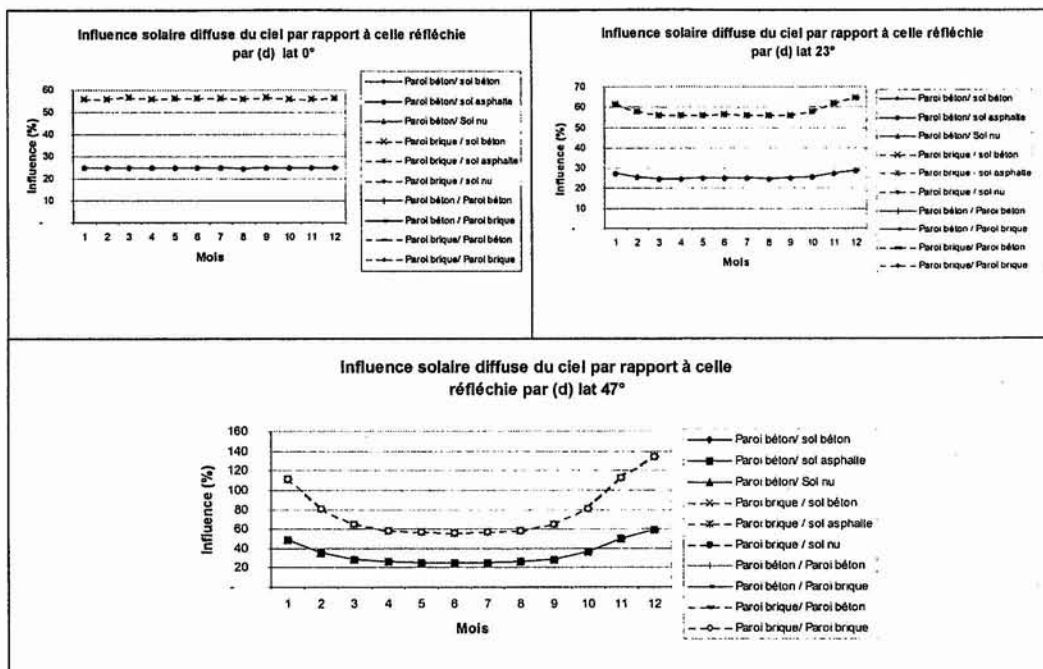 Influence solaire diffuse du ciel par rapport à celle réfléchie
par (d) lat 0°
Influence (%)
60
50
40
30
20
10
-
1 2 3 4 5 6 7 8 9 10 11 12
Mois
Paroi béton/ sol béton
Paroi béton/ sol asphalte
Paroi béton/ Sol nu
Paroi brique / sol béton
Paroi brique / sol asphalte
Paroi brique / sol nu
Paroi béton / Paroi béton
Paroi béton / Paroi brique
Paroi brique/ Paroi béton
Paroi brique/ Paroi brique
Influence solaire diffuse du ciel par rapport à celle réfléchie
par (d) lat 23°
Influence (%)
70
60
50
40
30
20
10
-
1 2 3 4 5 6 7 8 9 10 11 12
Mois
Paroi béton/ sol béton
Paroi béton/ sol asphalte
Paroi béton/ Sol nu
Paroi brique / sol béton
Paroi brique - sol asphalte
Paroi brique / sol nu
Paroi béton / Paroi béton
Paroi béton / Paroi brique
Paroi brique/ Paroi béton
Paroi brique/ Paroi brique
Influence solaire diffuse du ciel par rapport à celle
réfléchie par (d) lat 47°
Influence (%)
160
140
120
100
80
60
40
20
-
1 2 3 4 5 6 7 8 9 10 11 12
Mois
Paroi béton/ sol béton
Paroi béton/ sol asphalte
Paroi béton/ Sol nu
Paroi brique / sol béton
Paroi brique / sol asphalte
Paroi brique / sol nu
Paroi béton / Paroi béton
Paroi béton / Paroi brique
Paroi brique/ Paroi béton
Paroi brique/ Paroi brique